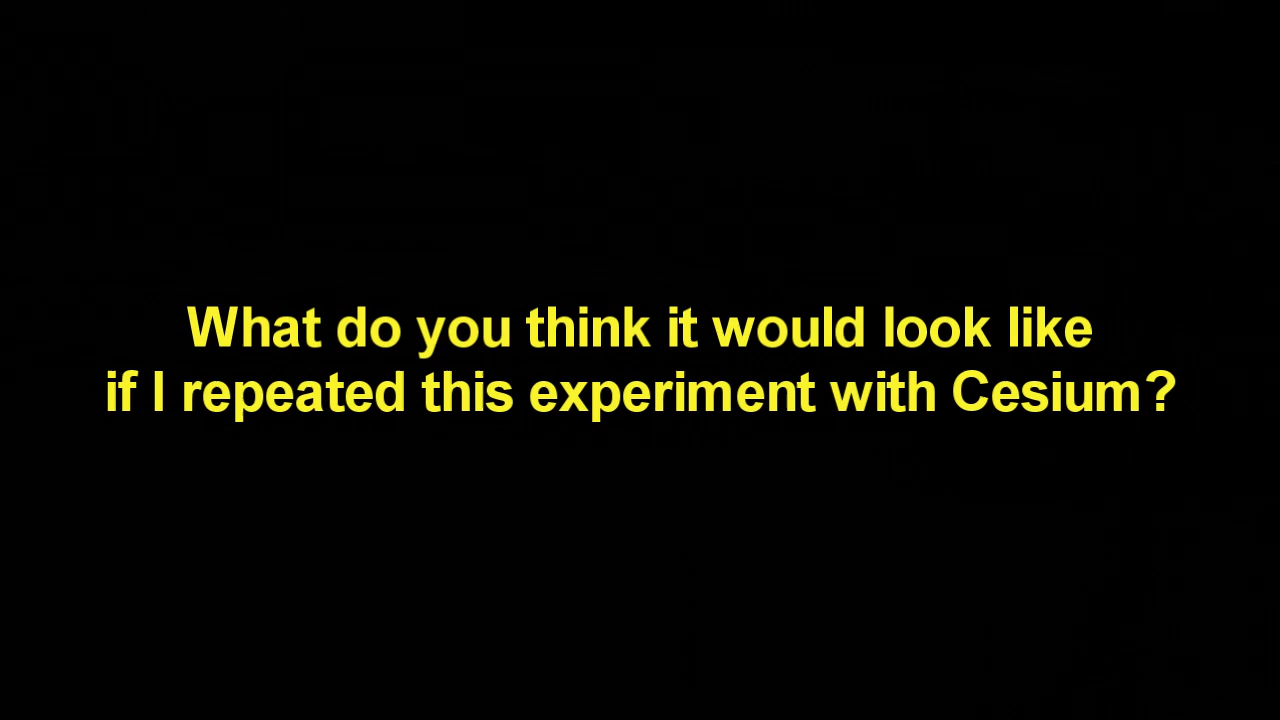 What do you think it would look like
if I repeated this experiment with Cesium?